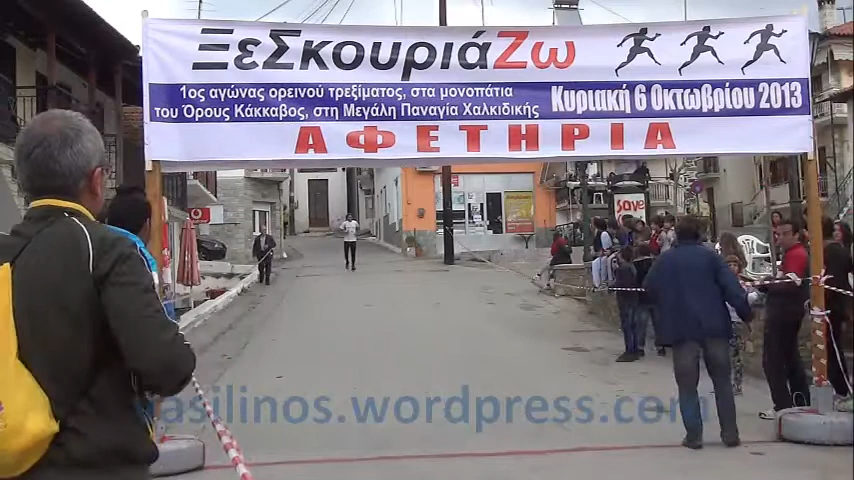 ΞεΣκουριάΖω
1ος αγώνας ορεινού τρεξίματος, στα μονοπάτια
του Όρους Κάκκαβος, στη Μεγάλη Παναγία Χαλκιδικής
Κυριακή 6 Οκτωβρίου 2013
ΑΦΕΤΗΡΙΑ
save
vasilinos.wordpress.com